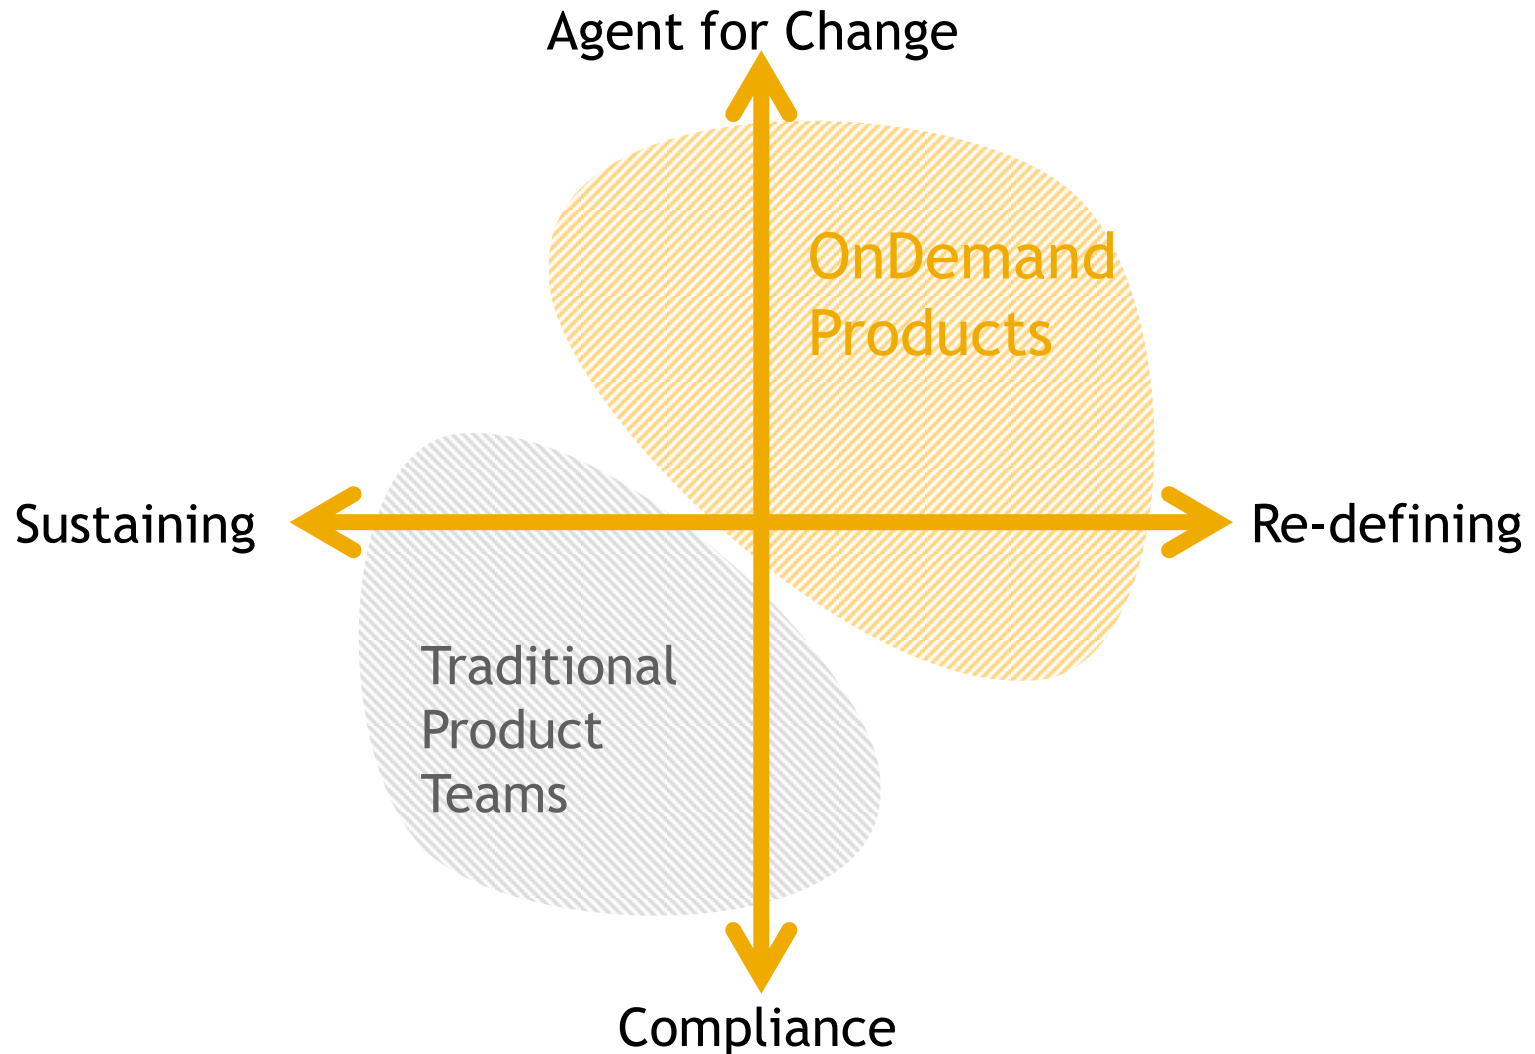 Agent for Change
OnDemand
Products
Sustaining
Re-defining
Traditional
Product
Teams
Compliance